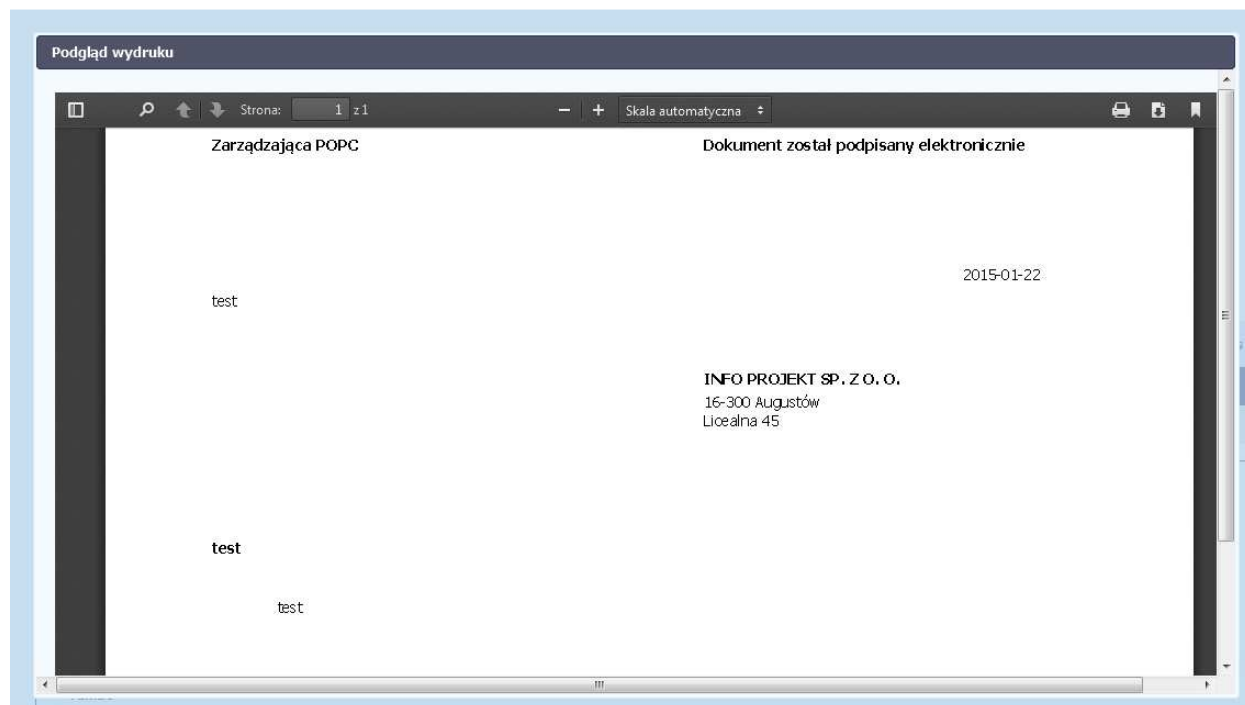 Podgląd wydruku
Strona: 1 z 1 Skala automatyczna
Zarządzająca POPC Dokument został podpisany elektronicznie
2015-01-22
test
INFO PROJEKT SP. Z O. O.
16-300 Augustów
Licealna 45
test
test